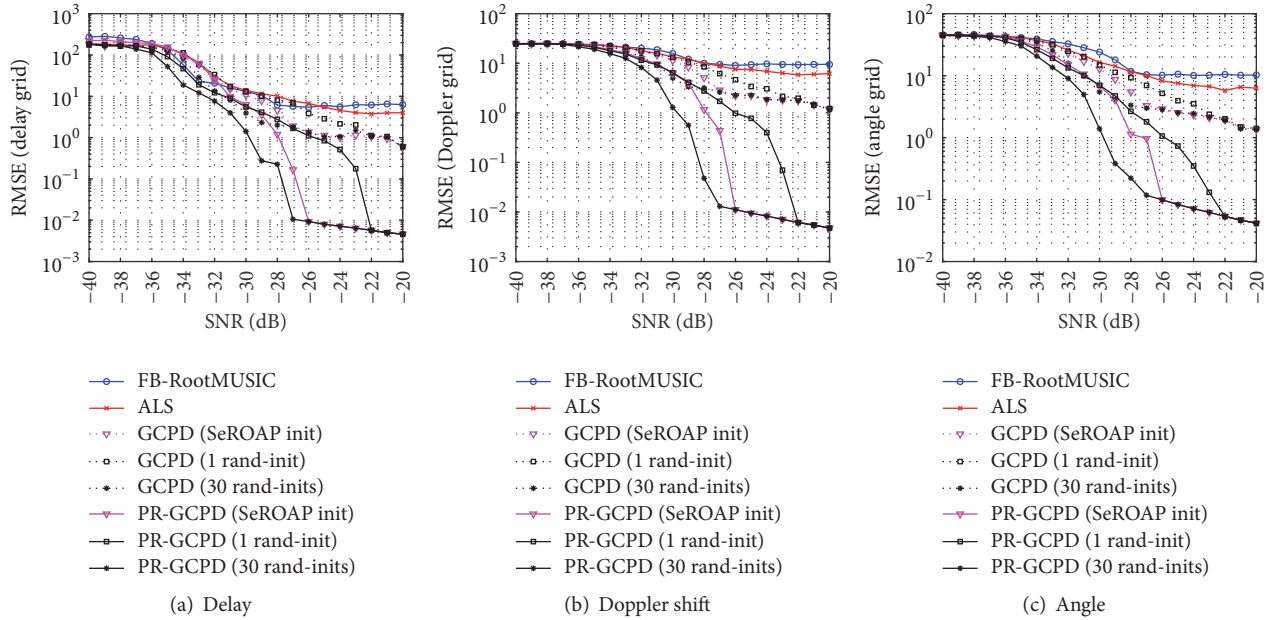 RMSE (delay grid)
10³
10²
10¹
10⁰
10⁻¹
10⁻²
10⁻³
−40
−38
−36
−34
−32
−30
−28
−26
−24
−22
−20
SNR (dB)
FB-RootMUSIC
ALS
GCPD (SeROAP init)
GCPD (1 rand-init)
GCPD (30 rand-inits)
PR-GCPD (SeROAP init)
PR-GCPD (1 rand-init)
PR-GCPD (30 rand-inits)
(a) Delay
RMSE (Doppler grid)
10²
10¹
10⁰
10⁻¹
10⁻²
10⁻³
−40
−38
−36
−34
−32
−30
−28
−26
−24
−22
−20
SNR (dB)
FB-RootMUSIC
ALS
GCPD (SeROAP init)
GCPD (1 rand-init)
GCPD (30 rand-inits)
PR-GCPD (SeROAP init)
PR-GCPD (1 rand-init)
PR-GCPD (30 rand-inits)
(b) Doppler shift
RMSE (angle grid)
10²
10¹
10⁰
10⁻¹
10⁻²
−40
−38
−36
−34
−32
−30
−28
−26
−24
−22
−20
SNR (dB)
FB-RootMUSIC
ALS
GCPD (SeROAP init)
GCPD (1 rand-init)
GCPD (30 rand-inits)
PR-GCPD (SeROAP init)
PR-GCPD (1 rand-init)
PR-GCPD (30 rand-inits)
(c) Angle